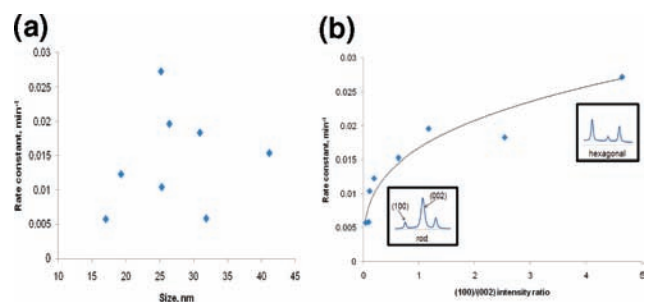 (a)
0.03
0.025
0.02
0.015
0.01
0.005
0
Rate constant, min⁻¹
10 15 20 25 30 35 40 45
Size, nm
(b)
0.03
0.025
0.02
0.015
0.01
0.005
0
Rate constant, min⁻¹
hexagonal
(100)
(002)
rod
0 1 2 3 4 5
(100)/(002) intensity ratio